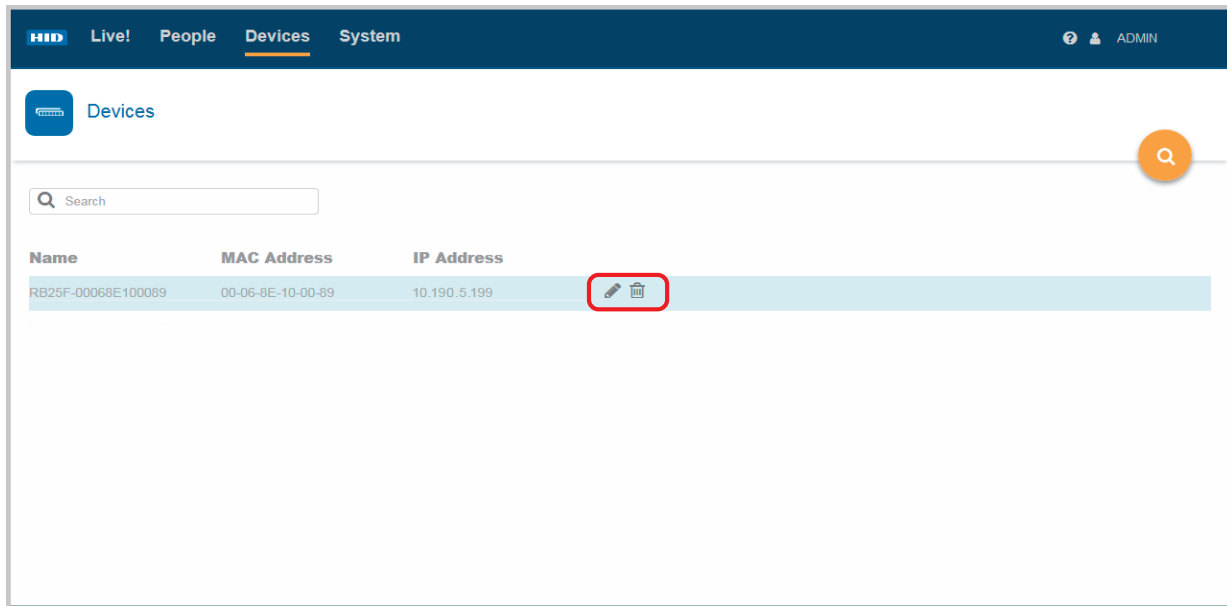 HID Live! People Devices System ADMIN
Devices
Search
Name MAC Address IP Address
RB25F-00068E100089 00-06-8E-10-00-89 10.190.5.199